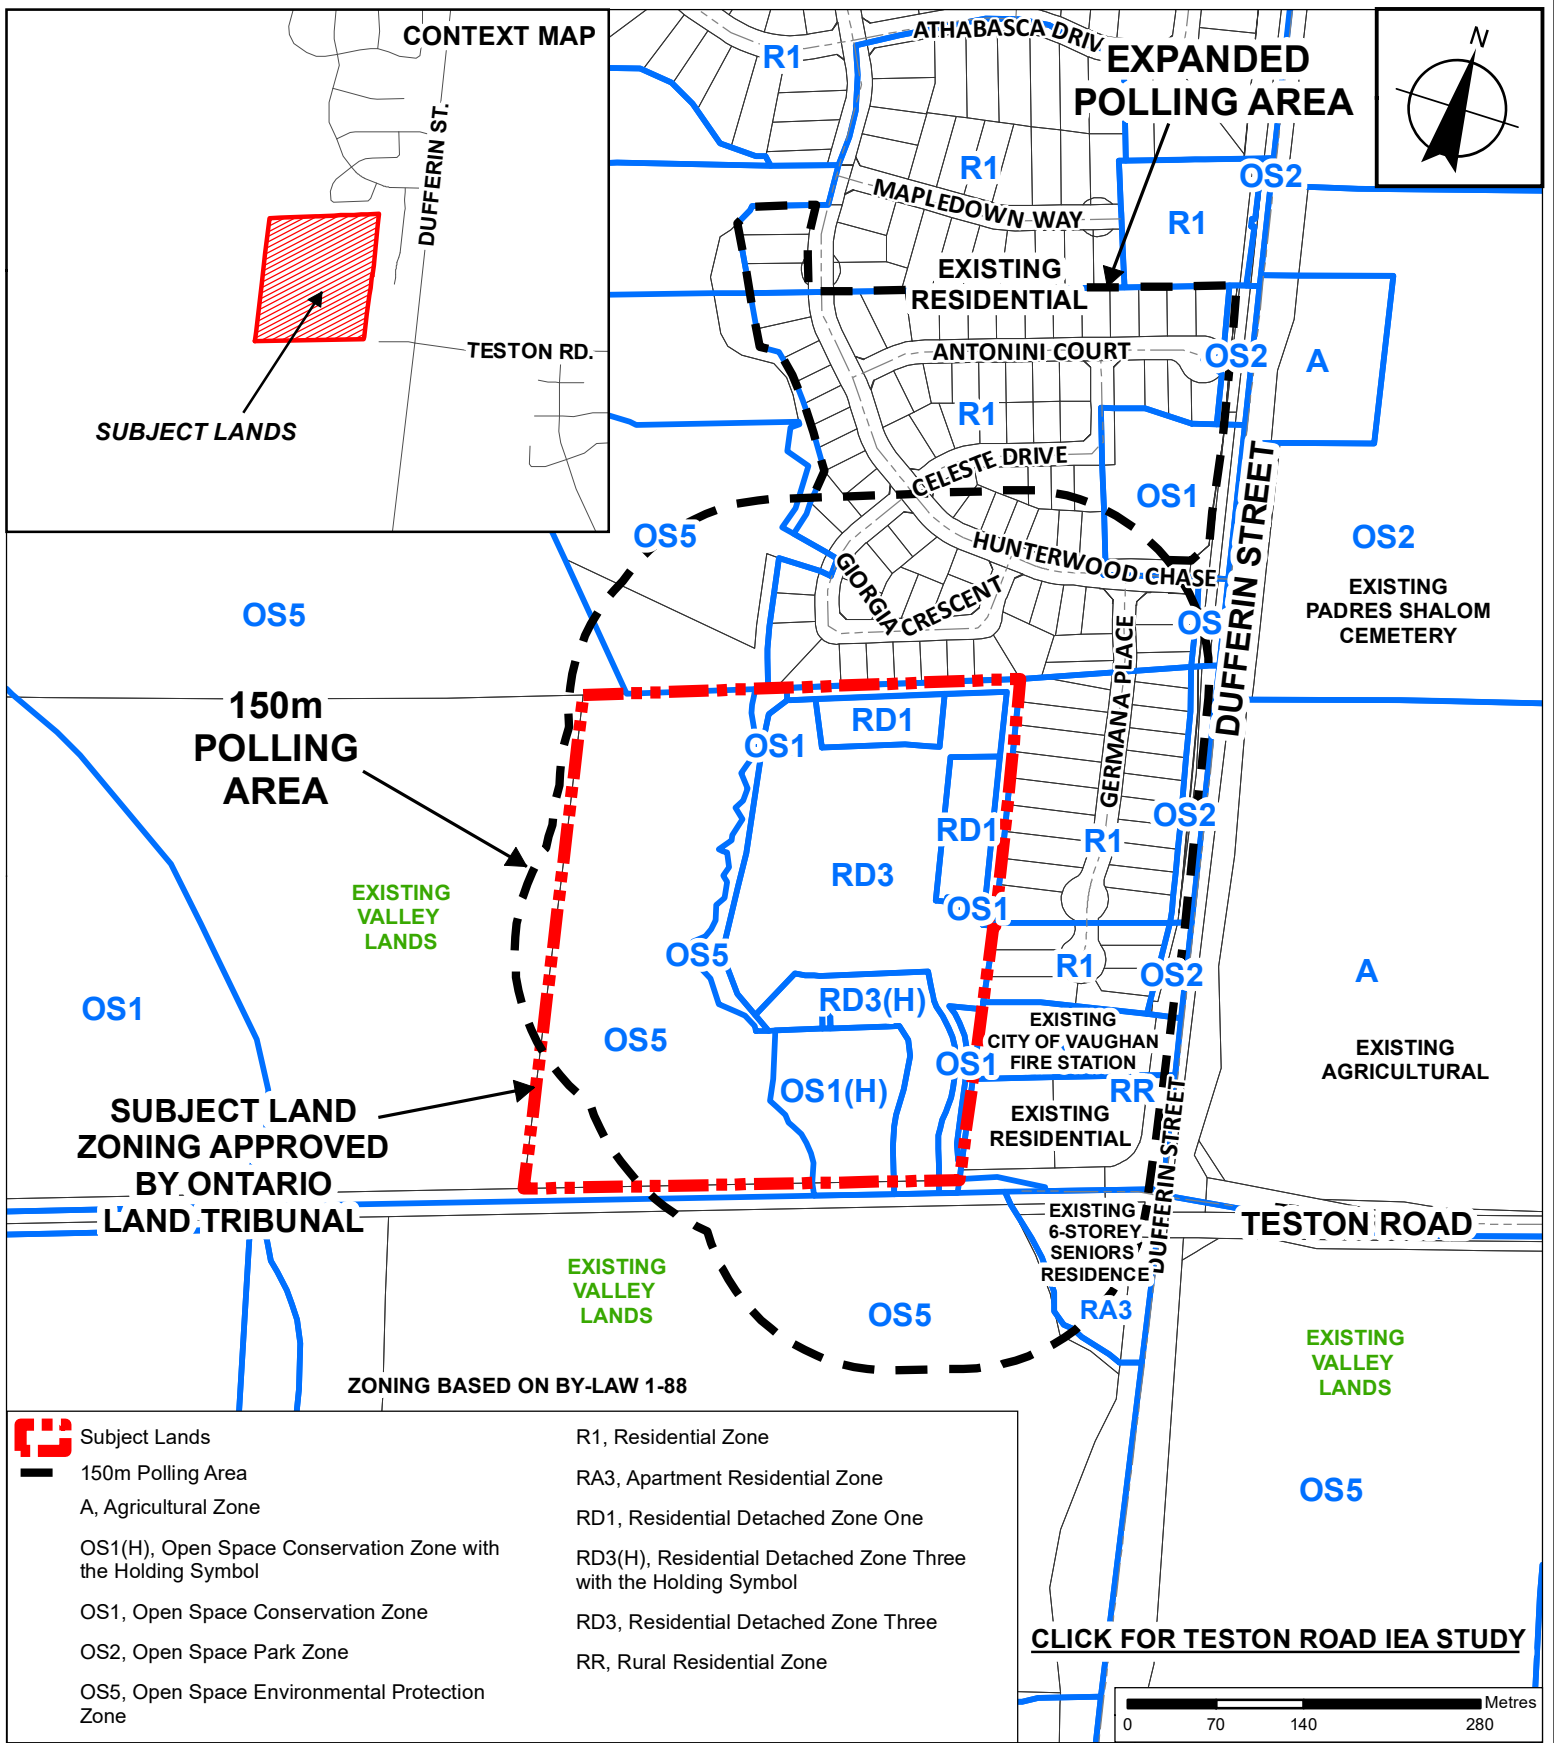 CONTEXT MAP
DUFFERIN ST.
TESTON RD.
SUBJECT LANDS
N
ATHABASCA DRIV
R1
EXPANDED
POLLING AREA
R1
OS2
MAPLEDOWN WAY
R1
EXISTING
RESIDENTIAL
ANTONINI COURT
OS2
A
R1
CELESTE DRIVE
OS1
DUFFERIN STREET
OS5
OS2
HUNTERWOOD CHASE
GIORGIA
CRESCENT
EXISTING
PADRES SHALOM
CEMETERY
OS5
OS
GERMANA PLACE
150m
POLLING
AREA
RD1
OS1
OS2
RD1
R1
RD3
EXISTING
VALLEY
LANDS
OS1
OS5
R1
OS2
A
RD3(H)
OS1
OS5
EXISTING
CITY OF VAUGHAN
FIRE STATION
EXISTING
AGRICULTURAL
OS1
OS1(H)
RR
SUBJECT LAND
ZONING APPROVED
BY ONTARIO
LAND TRIBUNAL
EXISTING
RESIDENTIAL
DUFFERIN STREET
EXISTING
6-STOREY
SENIORS
RESIDENCE
TESTON ROAD
EXISTING
VALLEY
LANDS
OS5
RA3
EXISTING
VALLEY
LANDS
ZONING BASED ON BY-LAW 1-88
OS5
Subject Lands
150m Polling Area
A, Agricultural Zone
OS1(H), Open Space Conservation Zone with
the Holding Symbol
OS1, Open Space Conservation Zone
OS2, Open Space Park Zone
OS5, Open Space Environmental Protection
Zone
R1, Residential Zone
RA3, Apartment Residential Zone
RD1, Residential Detached Zone One
RD3(H), Residential Detached Zone Three
with the Holding Symbol
RD3, Residential Detached Zone Three
RR, Rural Residential Zone
CLICK FOR TESTON ROAD IEA STUDY
Metres
0 70 140 280